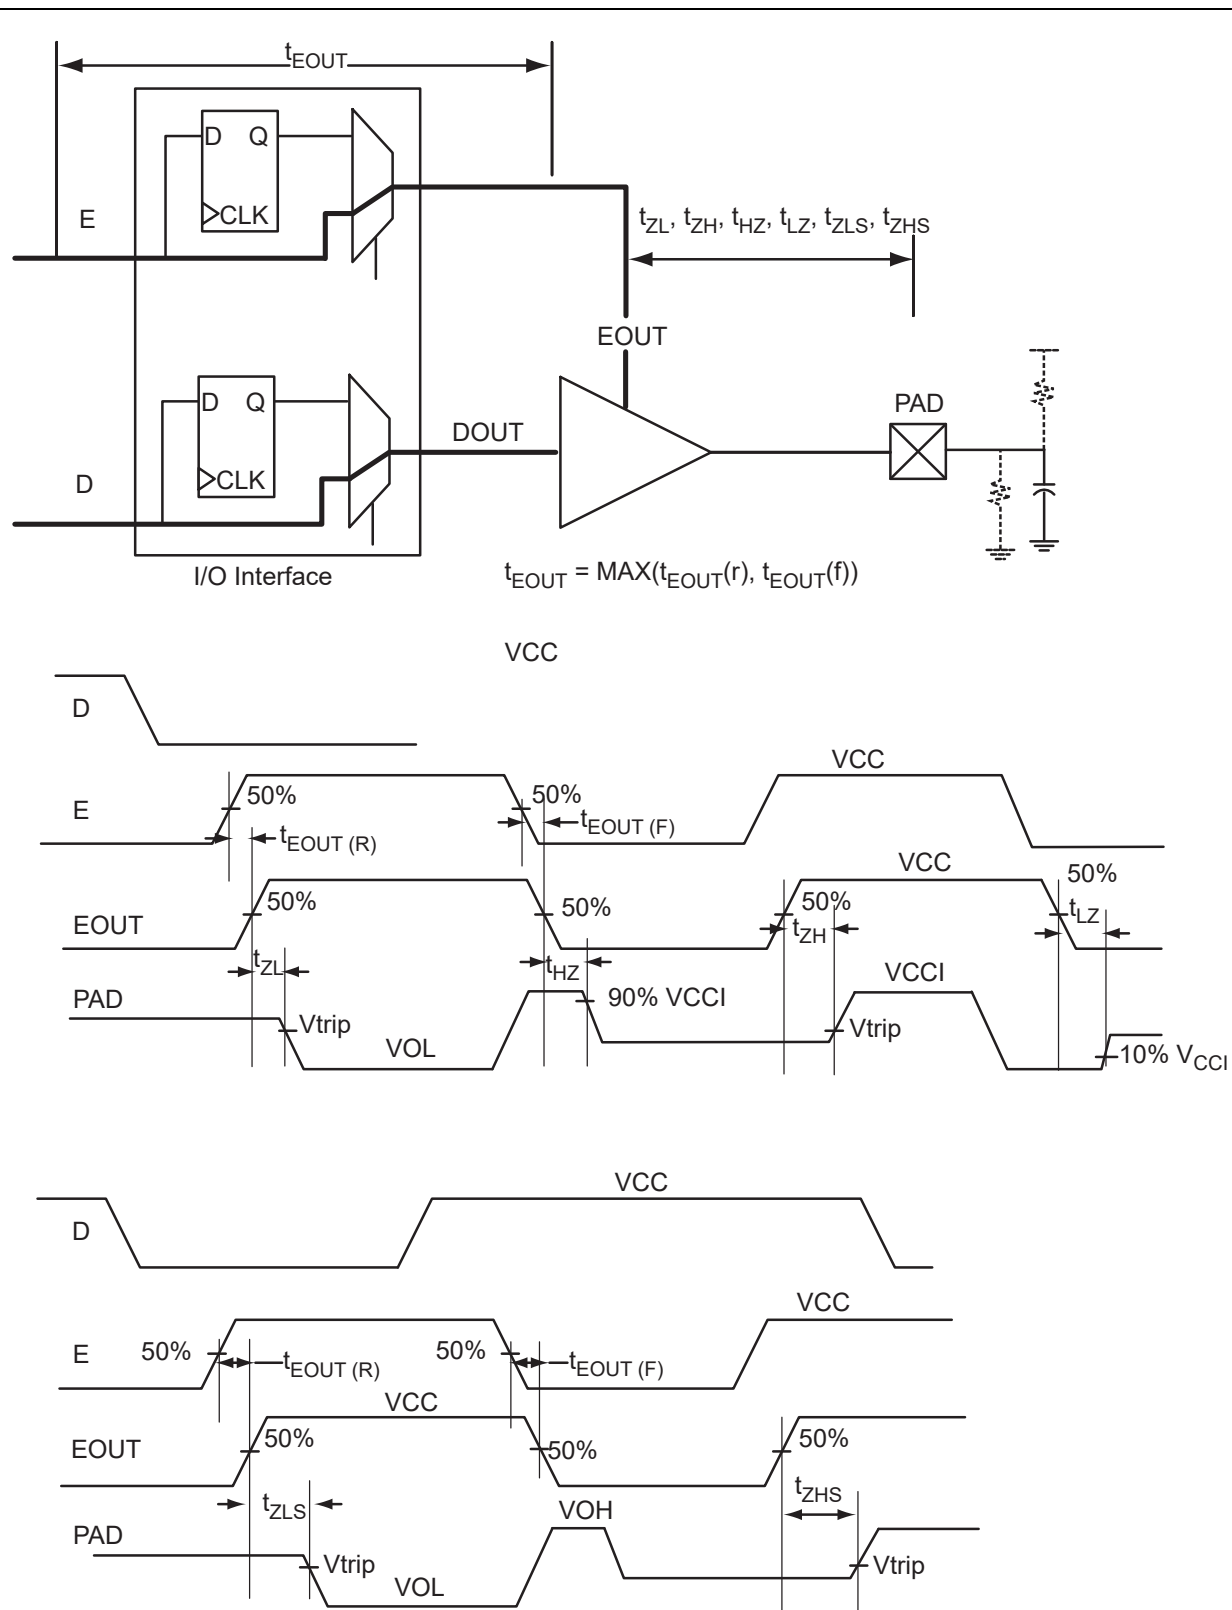 tEOUT
D Q
CLK
E
tZL, tZH, tHZ, tLZ, tZLS, tZHS
EOUT
D Q
CLK
DOUT
PAD
D
I/O Interface
tEOUT = MAX(tEOUT(r), tEOUT(f))
VCC
D
VCC
E
50%
50%
tEOUT (R)
tEOUT (F)
VCC
50%
EOUT
50%
50%
50%
tZL
tHZ
tZH
tLZ
PAD
90% VCCI
VCCI
Vtrip
VOL
Vtrip
10% VCCI
VCC
D
VCC
E
50%
tEOUT (R)
50%
tEOUT (F)
VCC
EOUT
50%
50%
50%
tZLS
tZHS
PAD
VOH
Vtrip
VOL
Vtrip